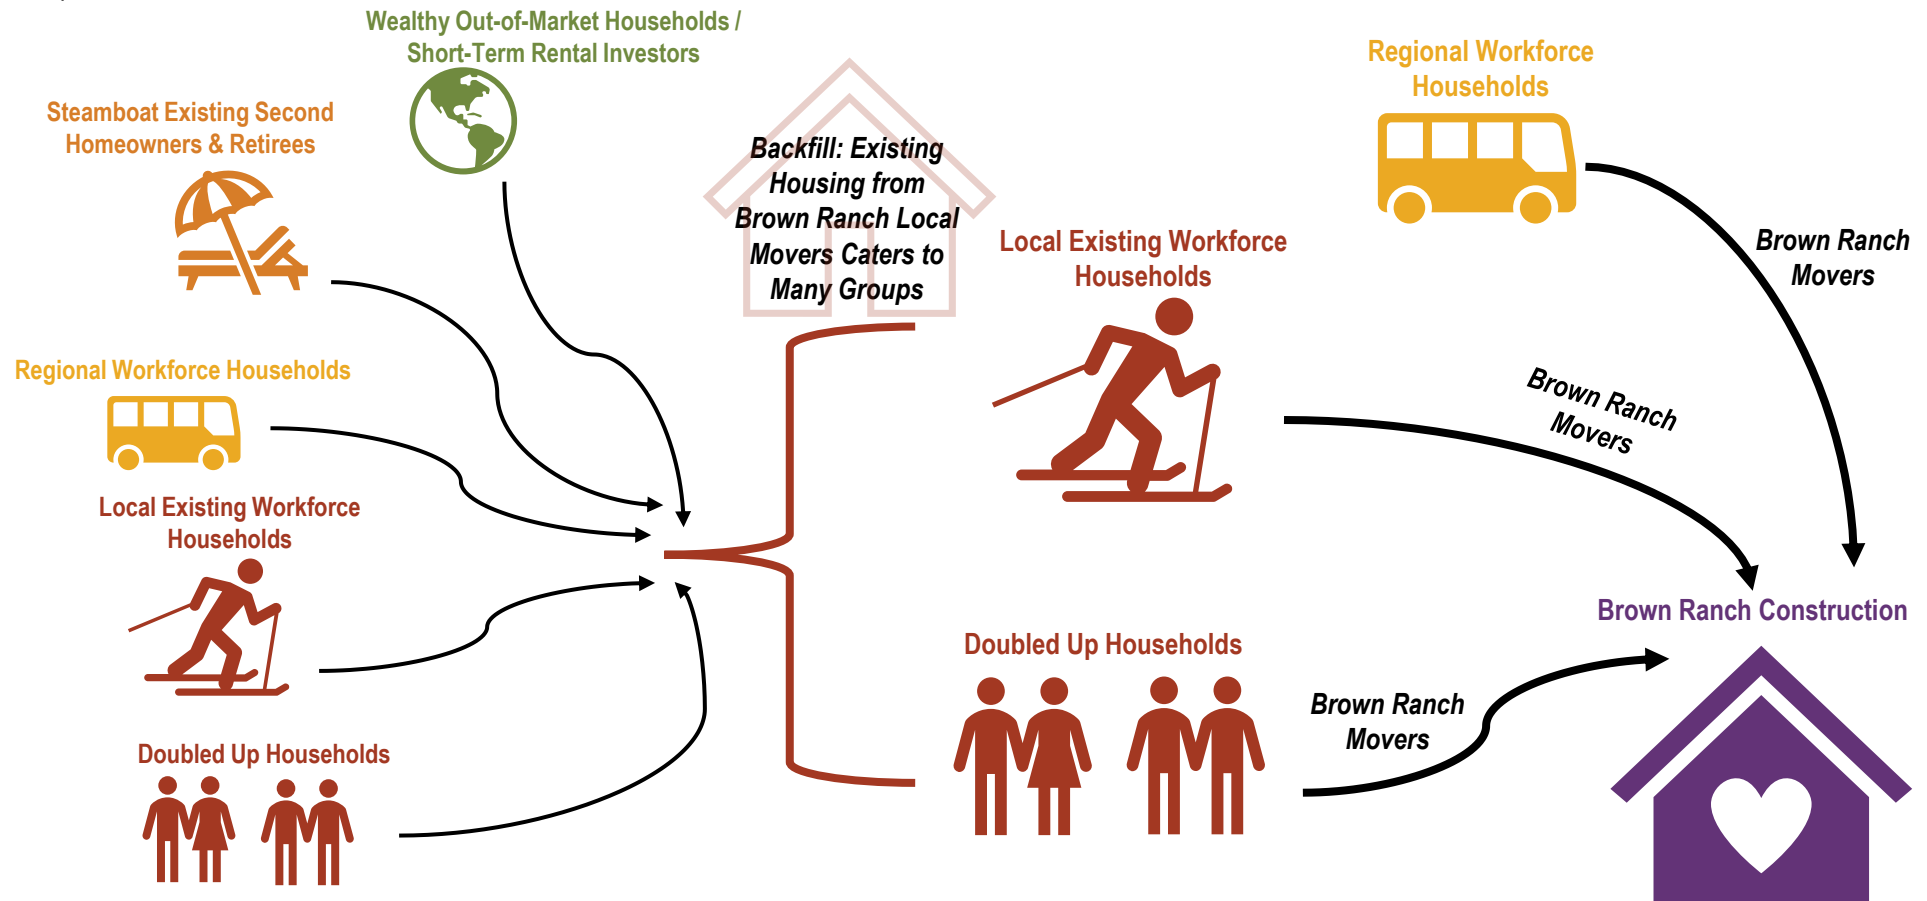 Wealthy Out-of-Market Households /
Short-Term Rental Investors
Steamboat Existing Second
Homeowners & Retirees
Regional Workforce Households
Local Existing Workforce
Households
Doubled Up Households
Backfill: Existing
Housing from
Brown Ranch Local
Movers Caters to
Many Groups
Local Existing Workforce
Households
Doubled Up Households
Regional Workforce
Households
Brown Ranch
Movers
Brown Ranch
Movers
Brown Ranch
Movers
Brown Ranch Construction